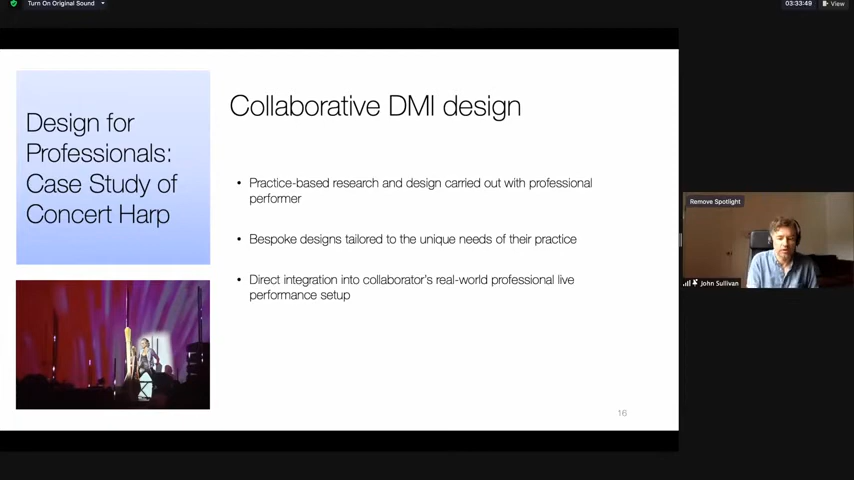 Turn On Original Sound
03:33:49
View
Design for
Professionals:
Case Study of
Concert Harp
Collaborative DMI design
• Practice-based research and design carried out with professional
performer
• Bespoke designs tailored to the unique needs of their practice
• Direct integration into collaborator's real-world professional live
performance setup
16
Remove Spotlight
John Sullivan